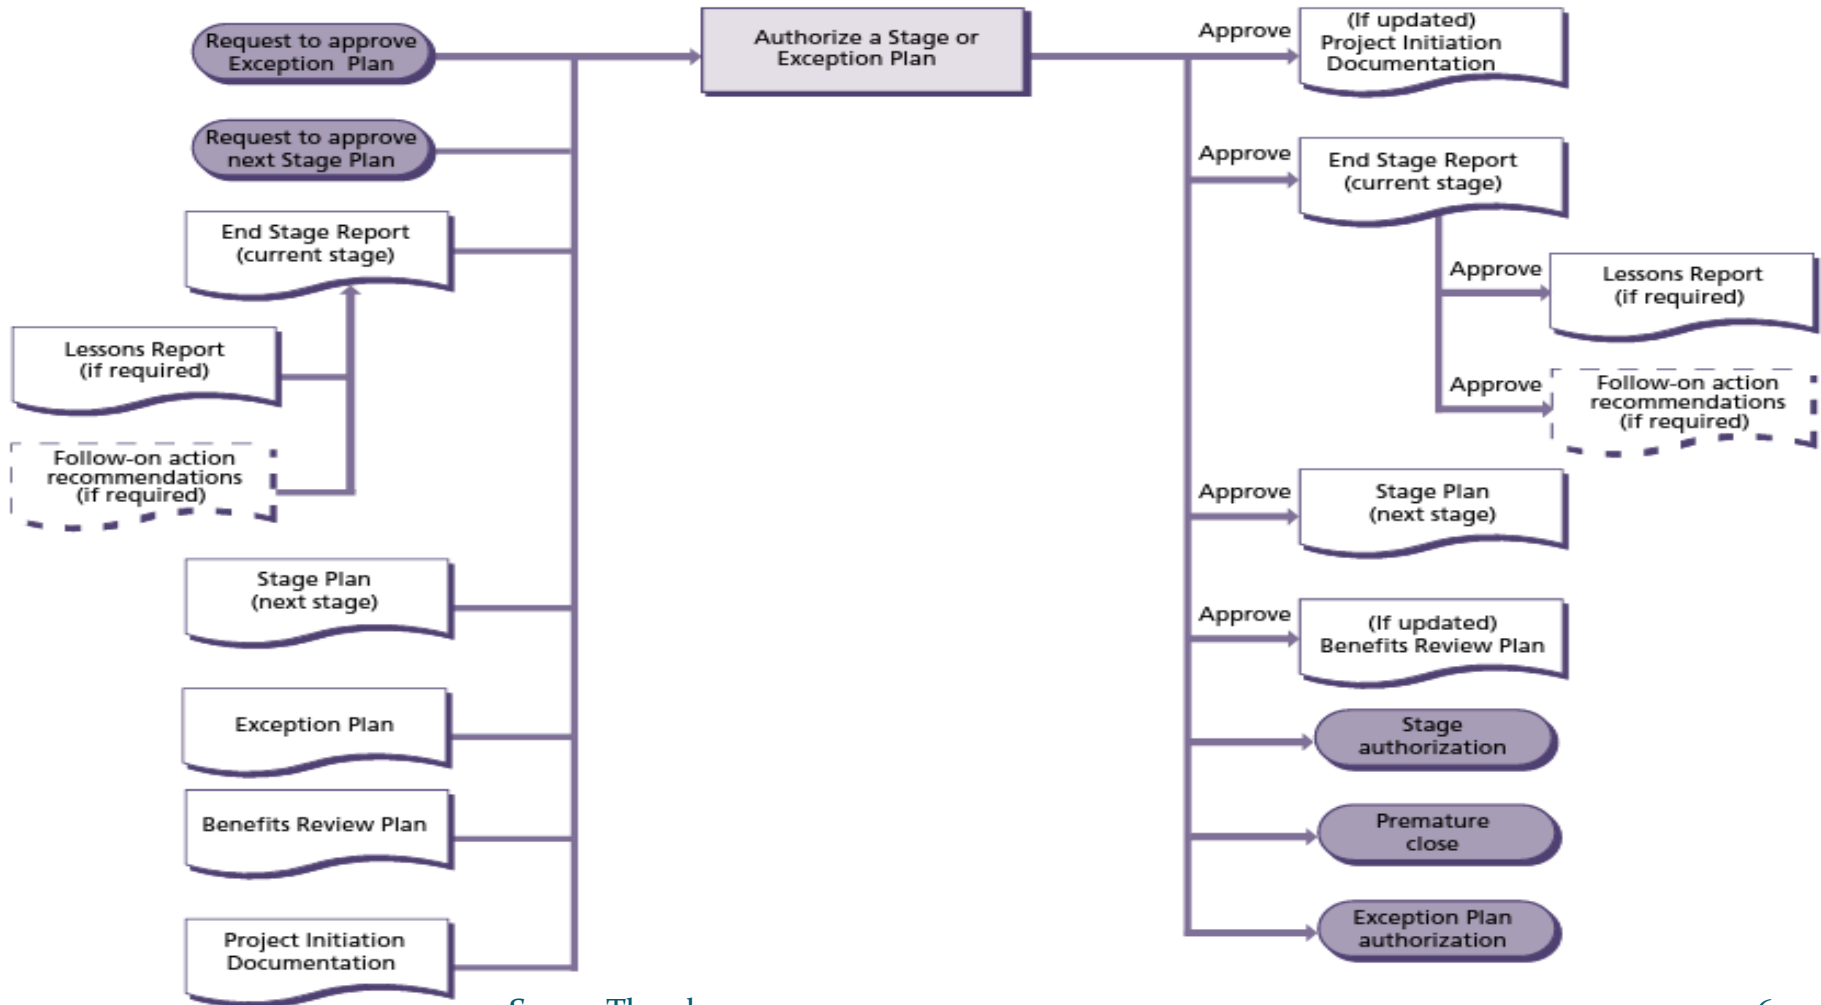 Request to approve
Exception Plan
Request to approve
next Stage Plan
End Stage Report
(current stage)
Lessons Report
(if required)
Follow-on action
recommendations
(if required)
Stage Plan
(next stage)
Exception Plan
Benefits Review Plan
Project Initiation
Documentation
Authorize a Stage or
Exception Plan
Approve
(If updated)
Project Initiation
Documentation
Approve
End Stage Report
(current stage)
Approve
Lessons Report
(if required)
Approve
Follow-on action
recommendations
(if required)
Approve
Stage Plan
(next stage)
Approve
(If updated)
Benefits Review Plan
Stage
authorization
Premature
close
Exception Plan
authorization